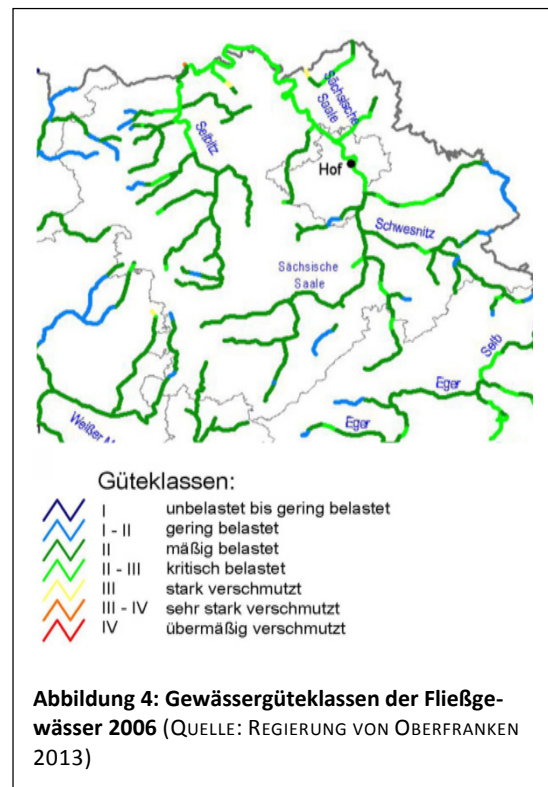 Sächsische
Saale
Selbitz
Hof
Schwesnitz
Sächsische
Saale
Selb
Eger
Eger
Weißer
Güteklassen:
I unbelastet bis gering belastet
I - II gering belastet
II mäßig belastet
II - III kritisch belastet
III stark verschmutzt
III - IV sehr stark verschmutzt
IV übermäßig verschmutzt
Abbildung 4: Gewässergüteklassen der Fließge-
wässer 2006 (QUELLE: REGIERUNG VON OBERFRANKEN
2013)